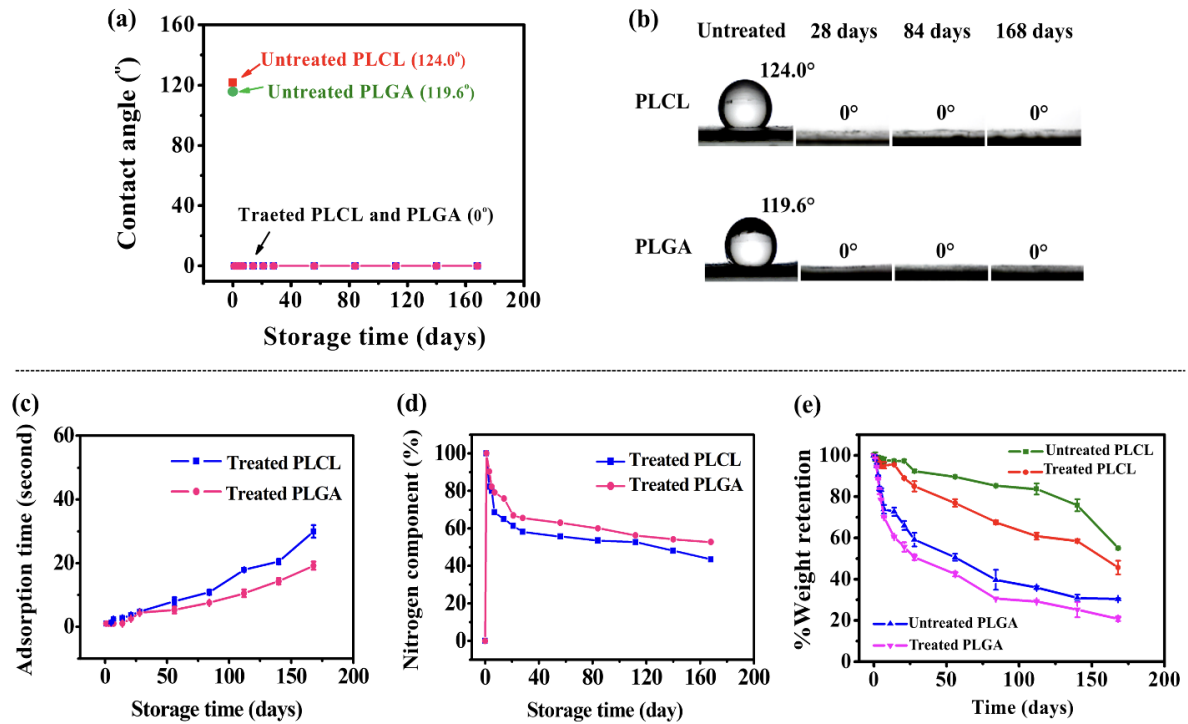 (a)
160
120
80
40
0
Contact angle (°)
Untreated PLCL (124.0°)
Untreated PLGA (119.6°)
Traeted PLCL and PLGA (0°)
0 40 80 120 160 200
Storage time (days)
(b)
Untreated 28 days 84 days 168 days
124.0°
PLCL 0° 0° 0°
119.6°
PLGA 0° 0° 0°
(c)
60
40
20
0
Adsorption time (second)
Treated PLCL
Treated PLGA
0 50 100 150 200
Storage time (days)
(d)
100
80
60
40
20
0
Nitrogen component (%)
Treated PLCL
Treated PLGA
0 40 80 120 160 200
Storage time (day)
(e)
100
80
60
40
20
0
%Weight retention
Untreated PLCL
Treated PLCL
Untreated PLGA
Treated PLGA
0 50 100 150 200
Time (days)